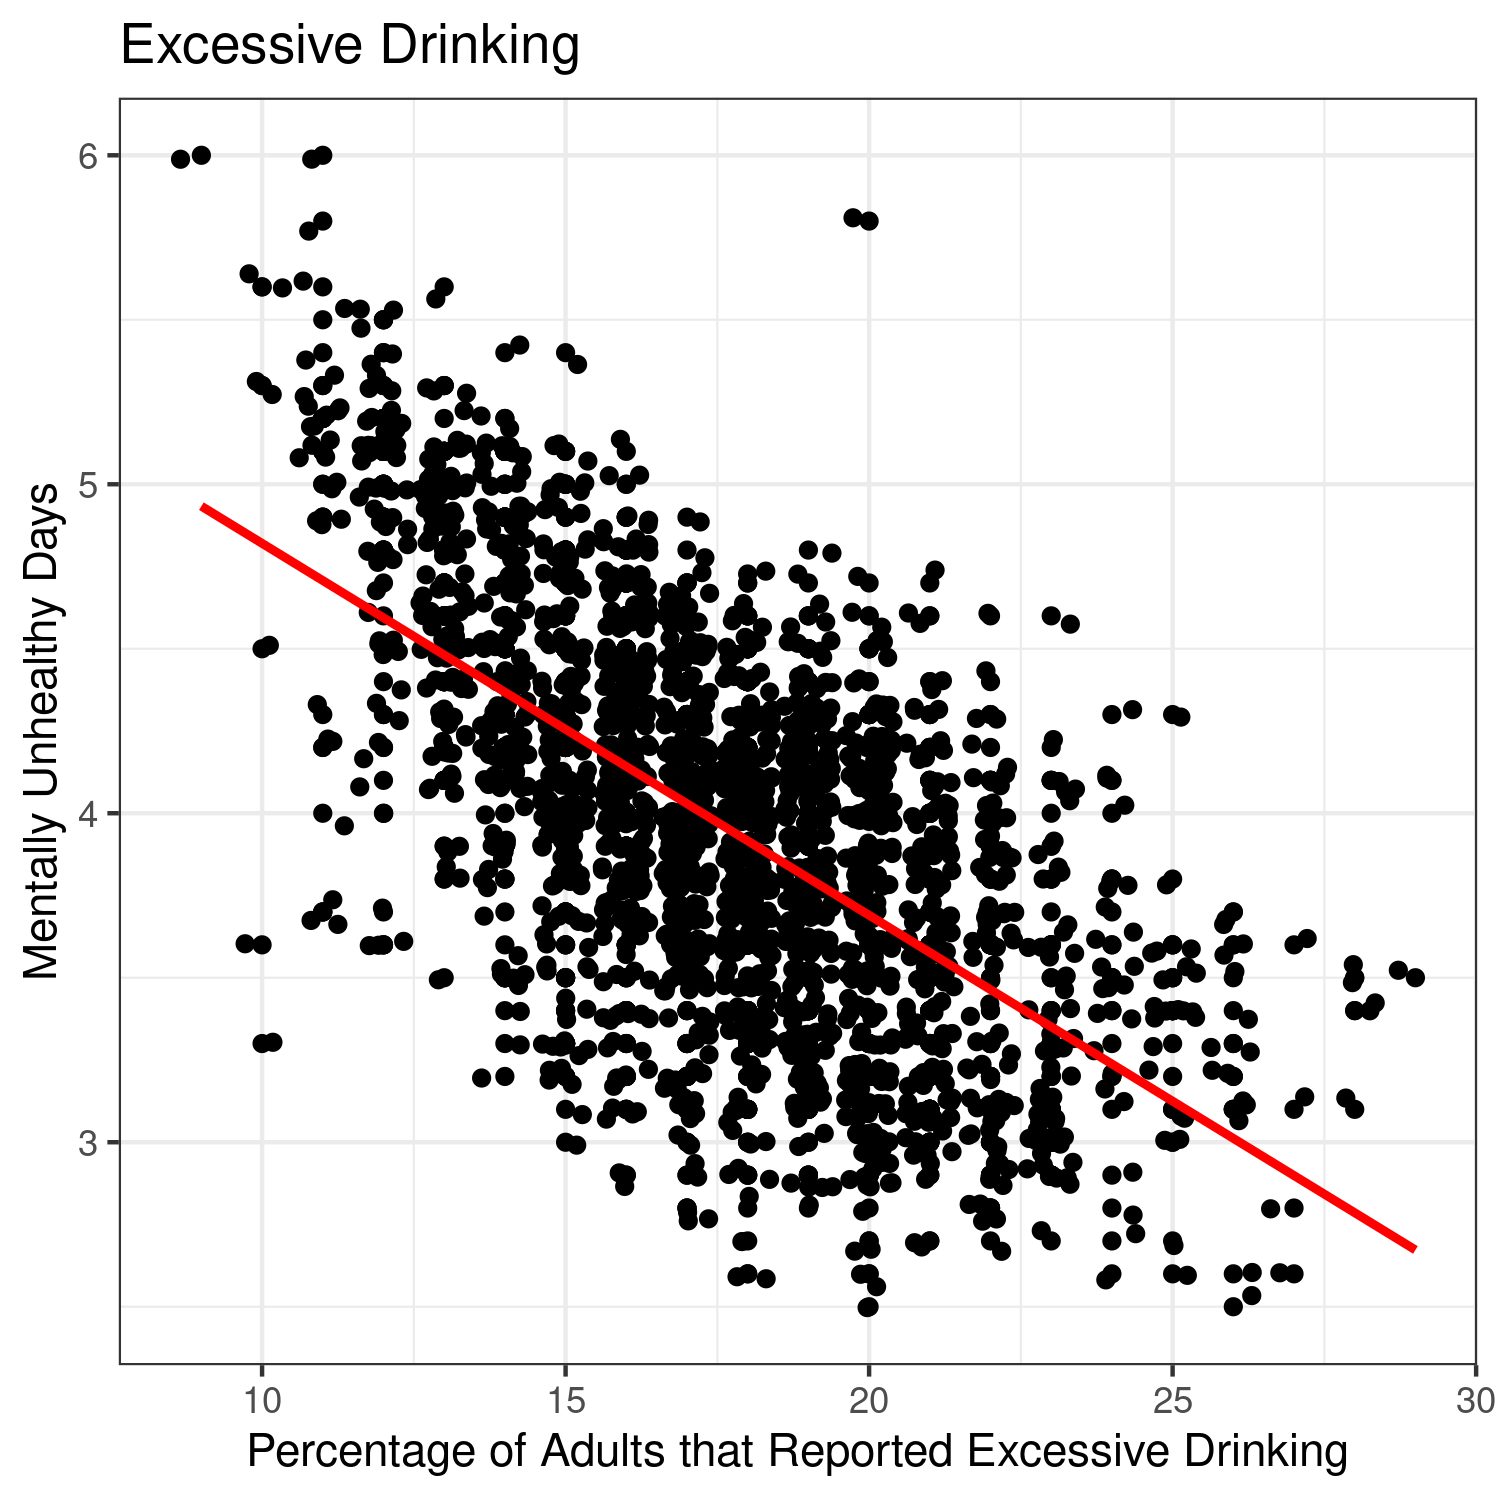 Excessive Drinking
Mentally Unhealthy Days
6
5
4
3
10 15 20 25 30
Percentage of Adults that Reported Excessive Drinking